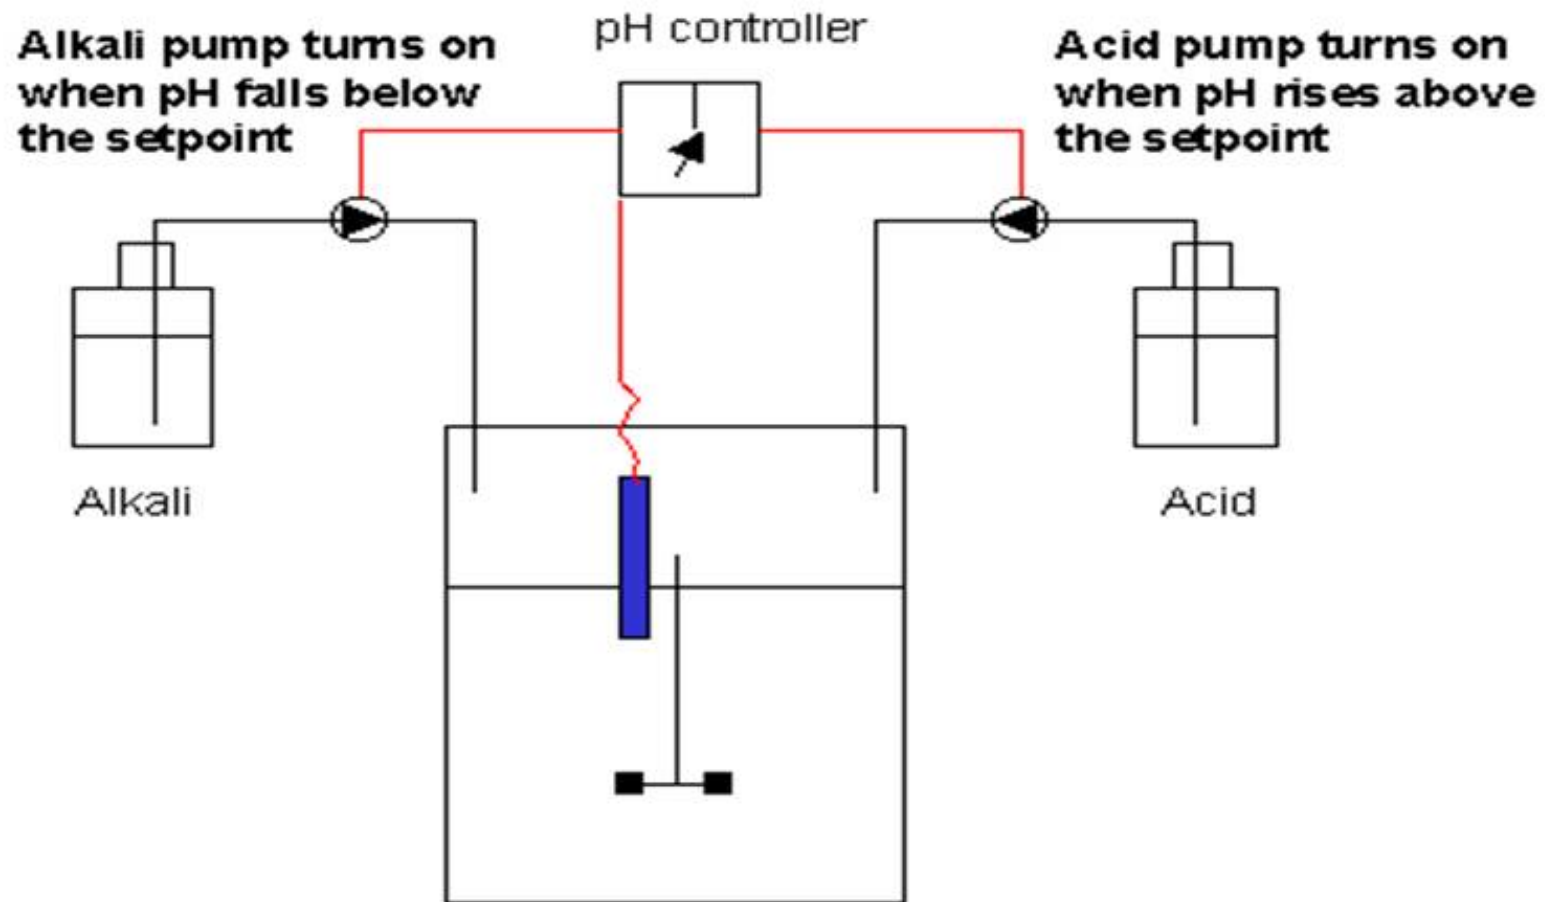 pH controller
Alkali pump turns on
when pH falls below
the setpoint
Acid pump turns on
when pH rises above
the setpoint
Alkali
Acid